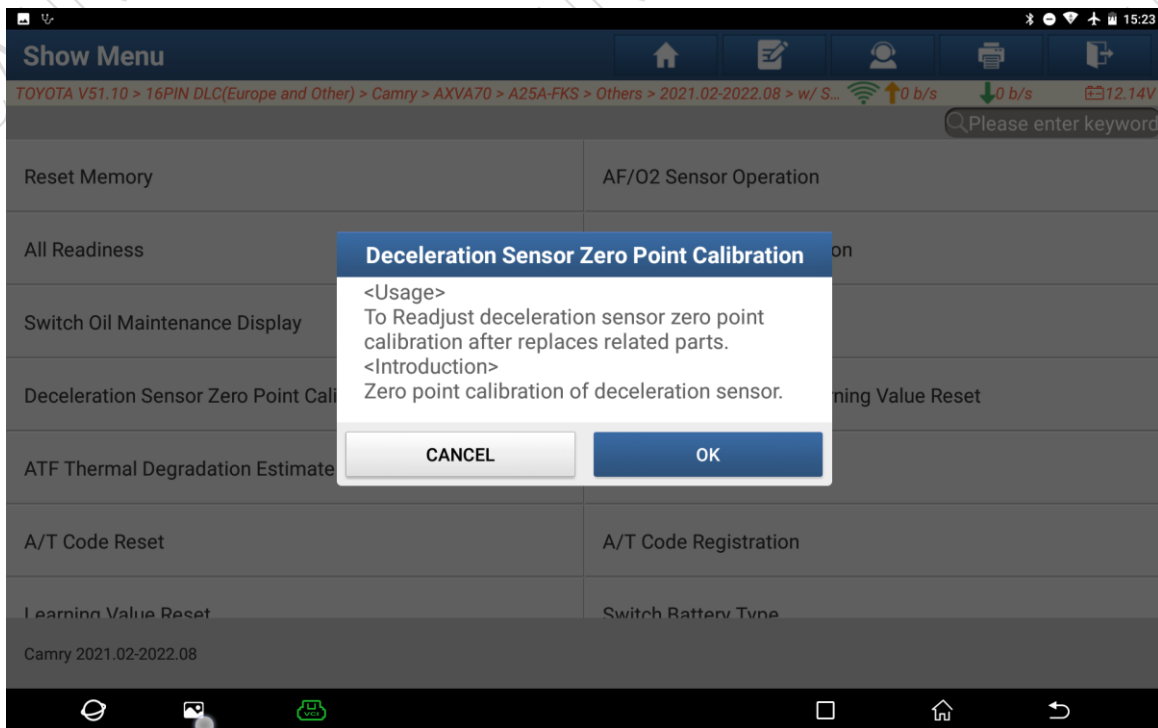 15:23
Show Menu
TOYOTA V51.10 > 16PIN DLC(Europe and Other) > Camry > AXVA70 > A25A-FKS > Others > 2021.02-2022.08 > w/ S... 0 b/s 0 b/s 12.14V
Please enter keyword
Reset Memory
AF/O2 Sensor Operation
All Readiness
on
Deceleration Sensor Zero Point Calibration
<Usage>
To Readjust deceleration sensor zero point
calibration after replaces related parts.
<Introduction>
Zero point calibration of deceleration sensor.
CANCEL
OK
Switch Oil Maintenance Display
Deceleration Sensor Zero Point Cali
ning Value Reset
ATF Thermal Degradation Estimate
A/T Code Reset
A/T Code Registration
Learning Value Reset
Switch Battery Type
Camry 2021.02-2022.08
VCI